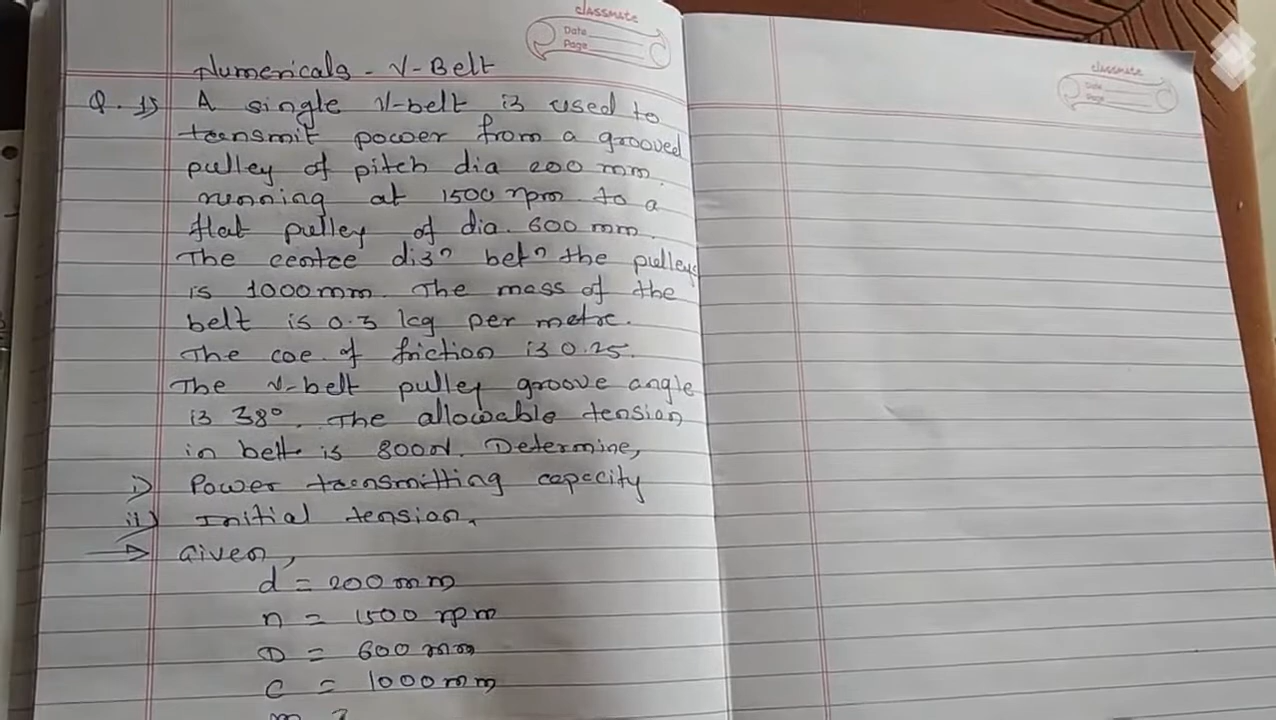 classmate
Date
Page
classmate
Date
Page
Numericals - V-Belt
Q. 1) A single V-belt is used to
transmit power from a grooved
pulley of pitch dia 200 mm.
running at 1500 rpm to a
flat pulley of dia. 600 mm.
The centre disn betn the pulleys
is 1000mm. The mass of the
belt is 0.3 kg per metre.
The coe. of friction is 0.25.
The V-belt pulley groove angle
is 38°. The allowable tension
in belt is 800N. Determine,
i) Power transmitting capacity
ii) Initial tension.
→ Given,
d = 200 mm
n = 1500 rpm
D = 600 mm
C = 1000 mm